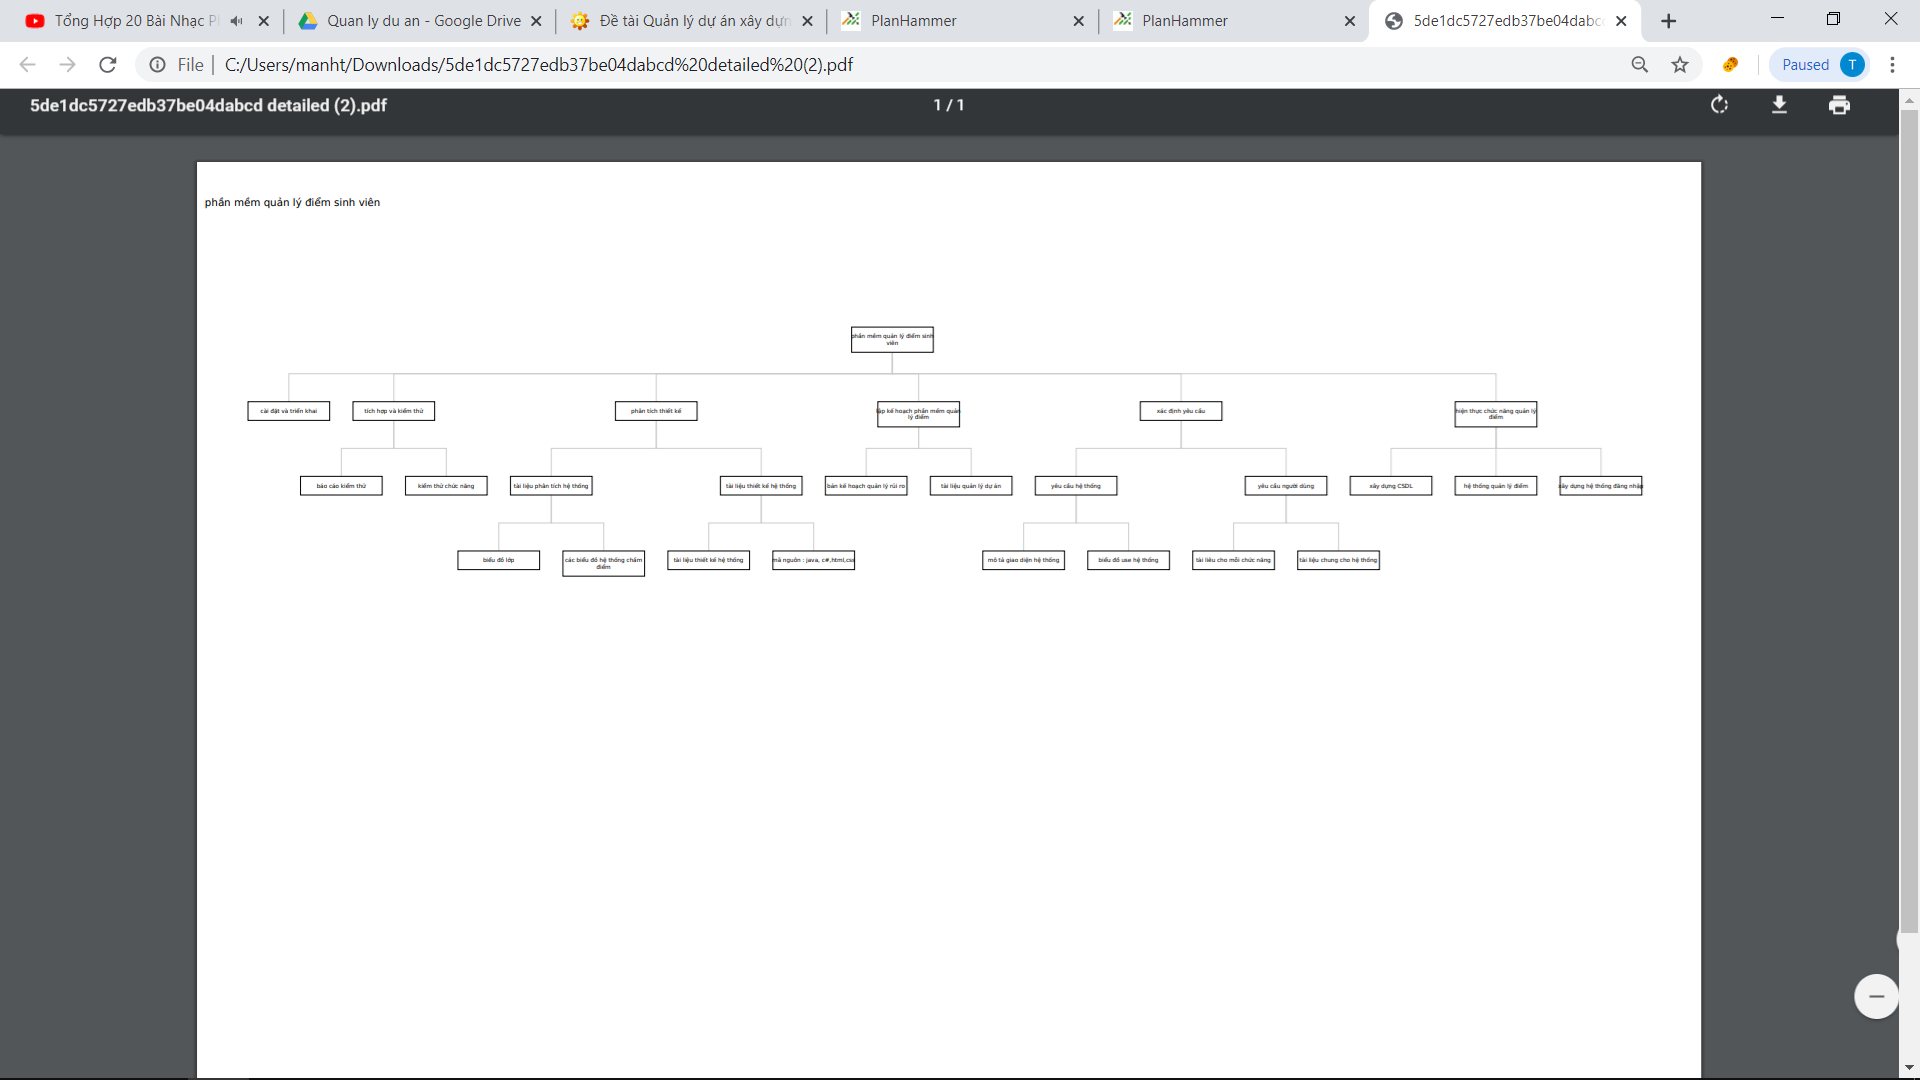 Tổng Hợp 20 Bài Nhạc P
Quan ly du an - Google Drive
Đề tài Quản lý dự án xây dựn
PlanHammer
PlanHammer
5de1dc5727edb37be04dabc
File
C:/Users/manht/Downloads/5de1dc5727edb37be04dabcd%20detailed%20(2).pdf
Paused
T
5de1dc5727edb37be04dabcd detailed (2).pdf
1 / 1
phần mềm quản lý điểm sinh viên
phần mềm quản lý điểm sinh
viên
cài đặt và triển khai
tích hợp và kiểm thử
phân tích thiết kế
lập kế hoạch phần mềm quản
lý điểm
xác định yêu cầu
hiện thực chức năng quản lý
điểm
báo cáo kiểm thử
kiểm thử chức năng
tài liệu phân tích hệ thống
tài liệu thiết kế hệ thống
bản kế hoạch quản lý rủi ro
tài liệu quản lý dự án
yêu cầu hệ thống
yêu cầu người dùng
xây dựng CSDL
hệ thống quản lý điểm
xây dựng hệ thống đăng nhập
biểu đồ lớp
các biểu đồ hệ thống chấm
điểm
tài liệu thiết kế hệ thống
mã nguồn : java, c#,html,css
mô tả giao diện hệ thống
biểu đồ use hệ thống
tài liêu cho mỗi chức năng
tài liệu chung cho hệ thống